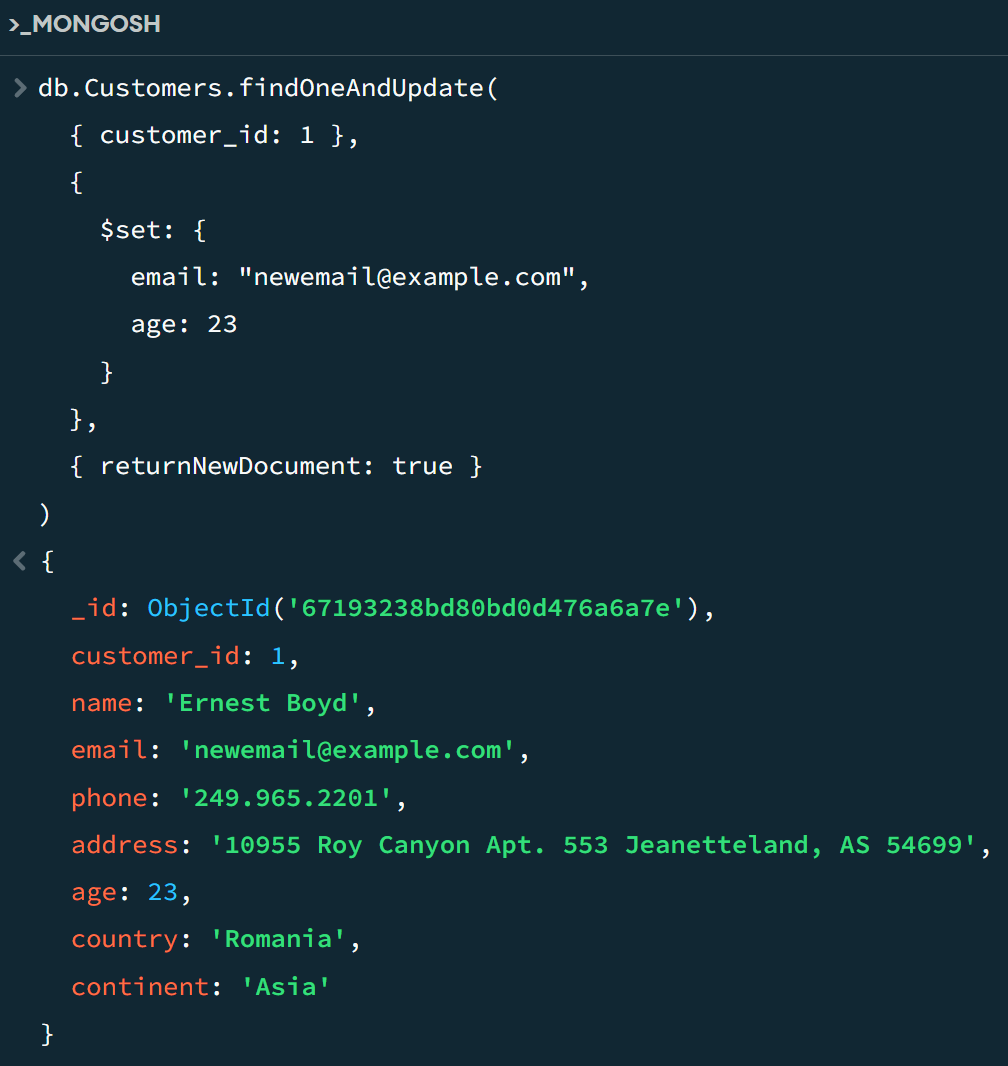 >_MONGOSH
> db.Customers.findOneAndUpdate(
{ customer_id: 1 },
{
$set: {
email: "newemail@example.com",
age: 23
}
},
{ returnNewDocument: true }
)
< {
_id: ObjectId('67193238bd80bd0d476a6a7e'),
customer_id: 1,
name: 'Ernest Boyd',
email: 'newemail@example.com',
phone: '249.965.2201',
address: '10955 Roy Canyon Apt. 553 Jeanetteland, AS 54699',
age: 23,
country: 'Romania',
continent: 'Asia'
}